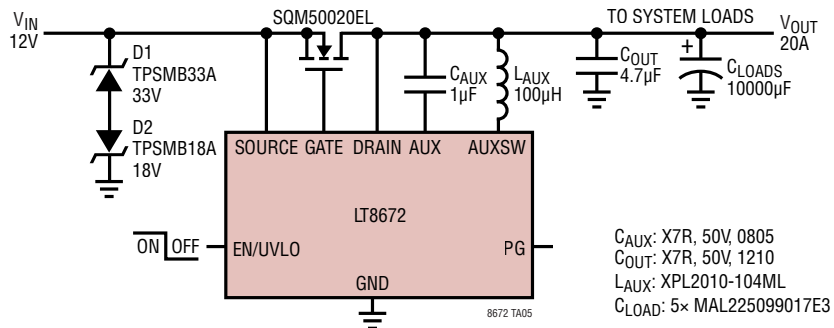 SQM50020EL
TO SYSTEM LOADS
VIN
12V
VOUT
20A
D1
TPSMB33A
33V
D2
TPSMB18A
18V
CAUX
1µF
LAUX
100µH
COUT
4.7µF
+
CLOADS
10000µF
SOURCE GATE DRAIN AUX AUXSW
LT8672
ON OFF
EN/UVLO
PG
GND
8672 TA05
CAUX: X7R, 50V, 0805
COUT: X7R, 50V, 1210
LAUX: XPL2010-104ML
CLOAD: 5× MAL225099017E3